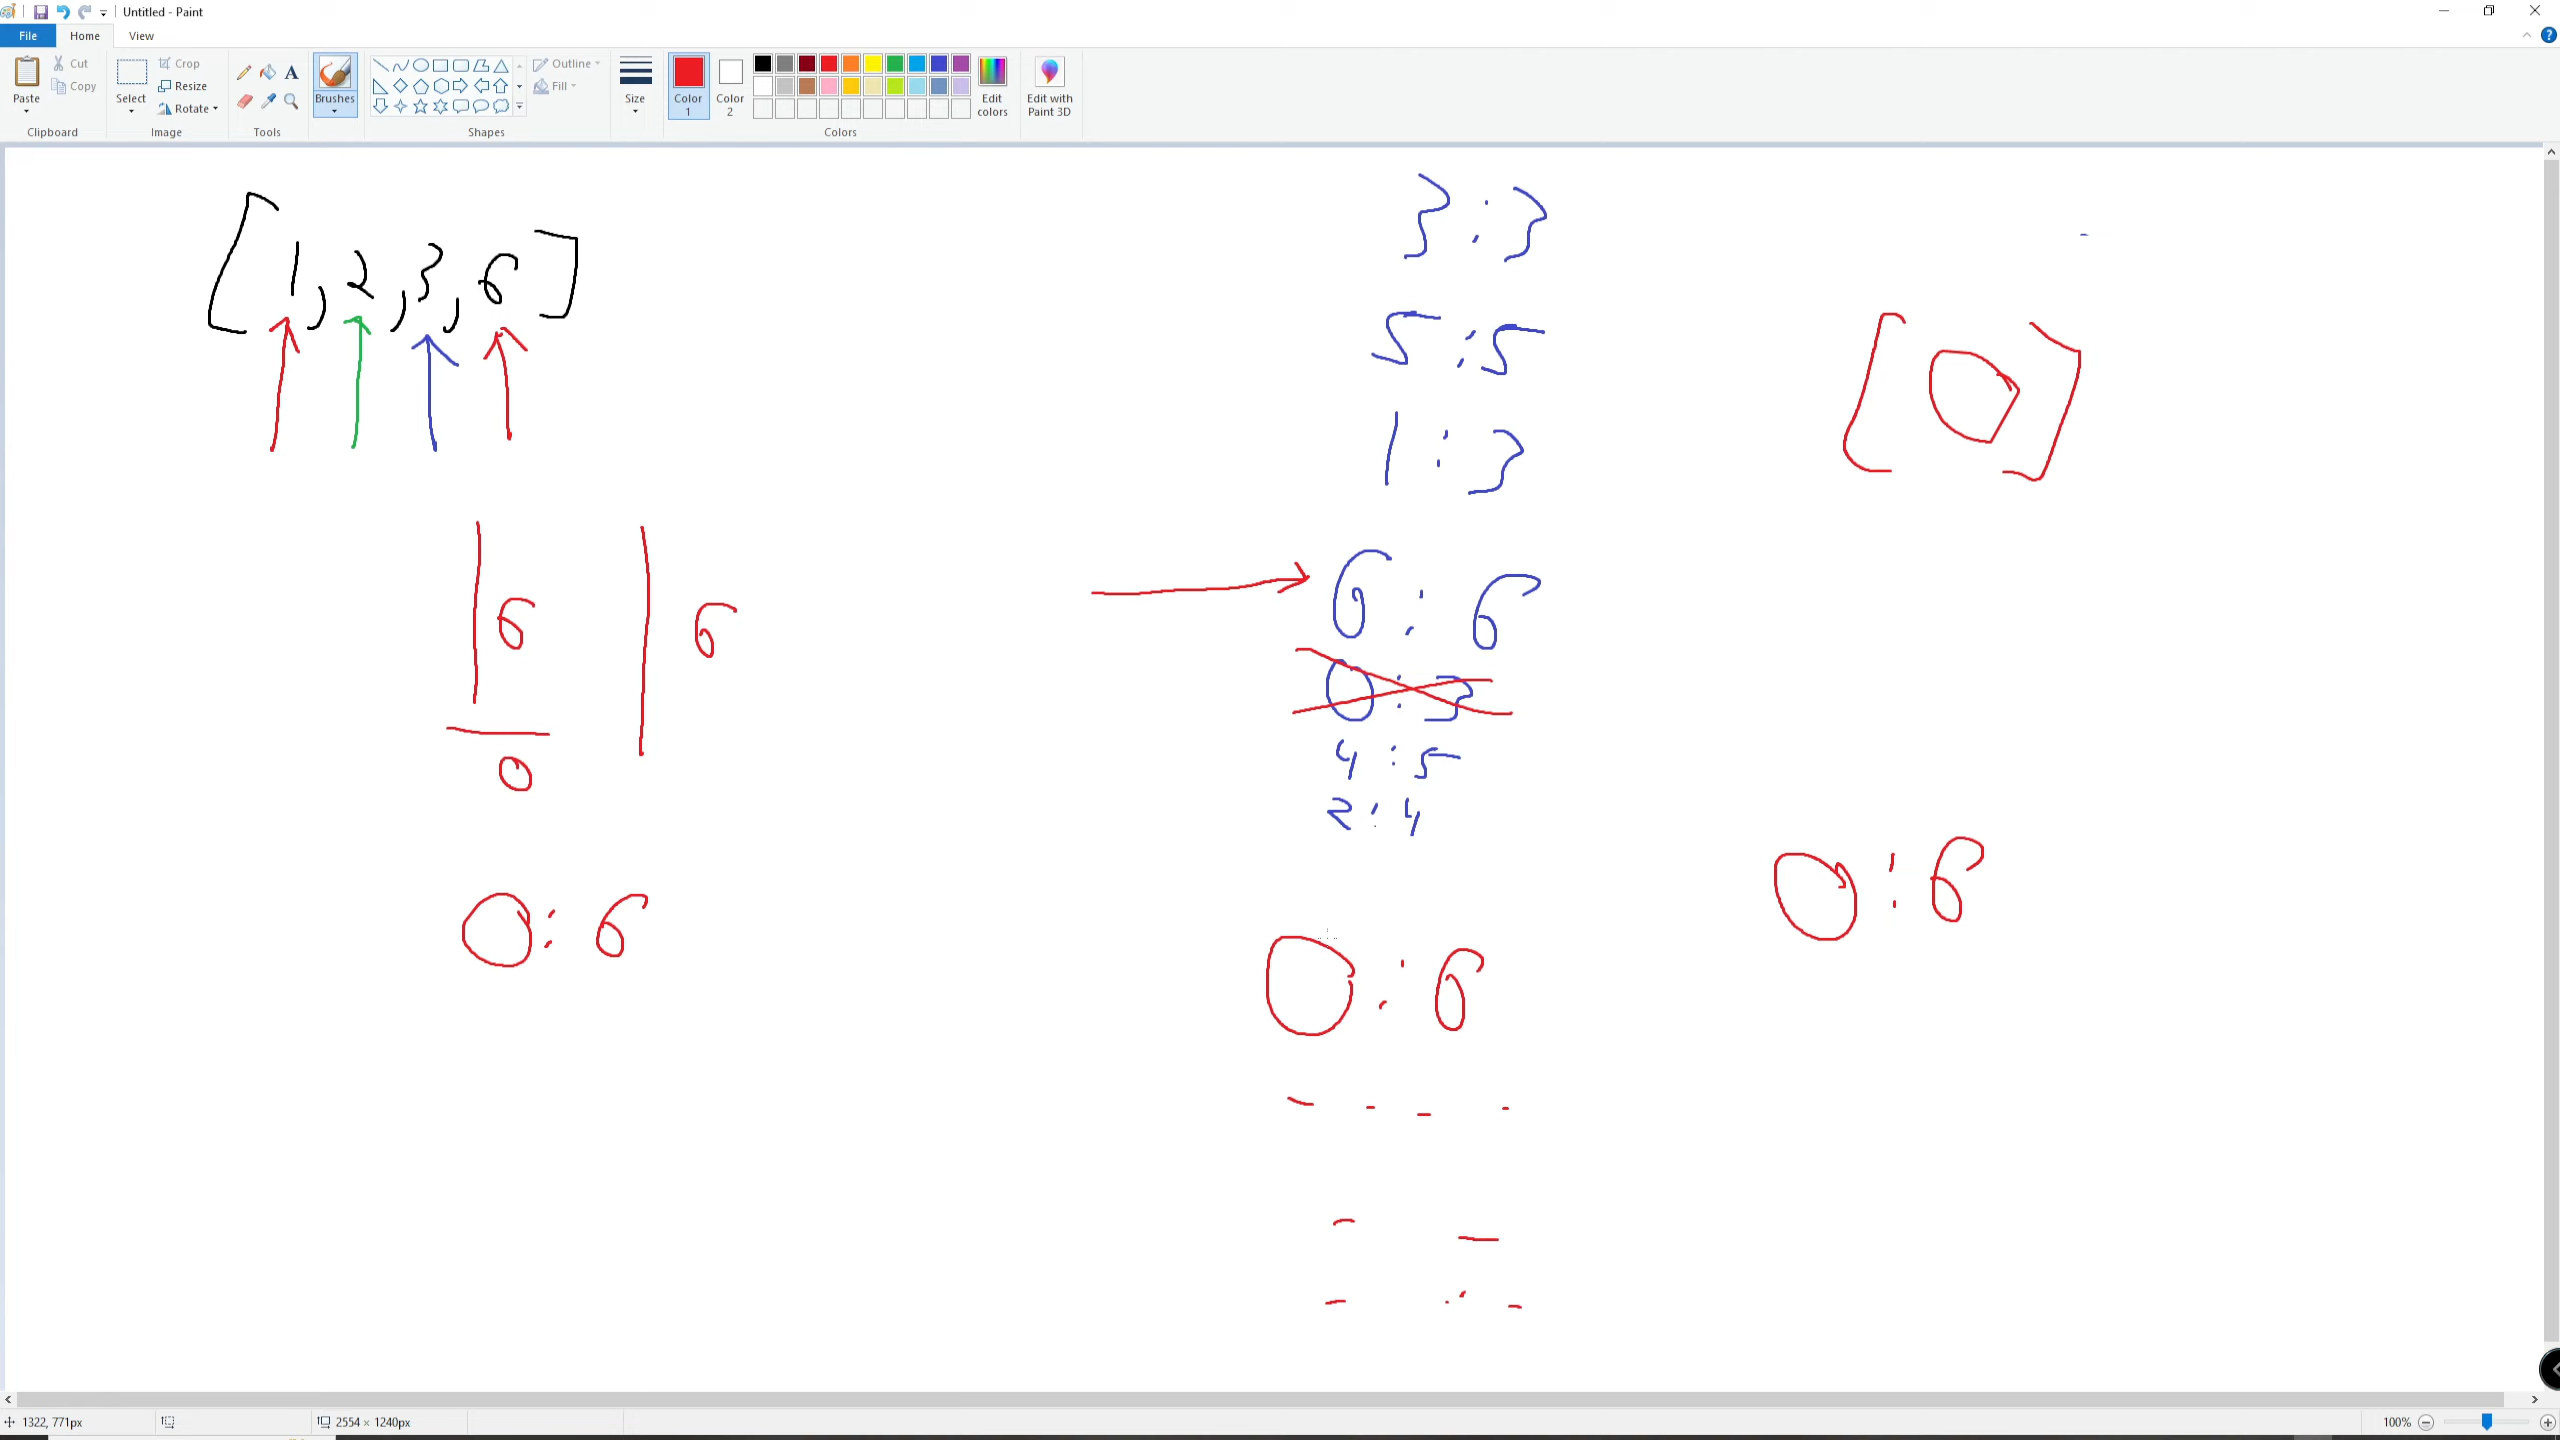 Untitled - Paint
File Home View
Paste
Cut
Copy
Clipboard
Select
Crop
Resize
Rotate
Image
A
Tools
Brushes
Shapes
Outline
Fill
Size
Color 1
Color 2
Edit colors
Edit with Paint 3D
Colors
[1,2,3,6]
6 6
0
0: 6
3:3
5:5
1:3
6:6
0:3
4:5
2:4
0:6
[0]
0:6
1322, 771px
2554 × 1240px
100%